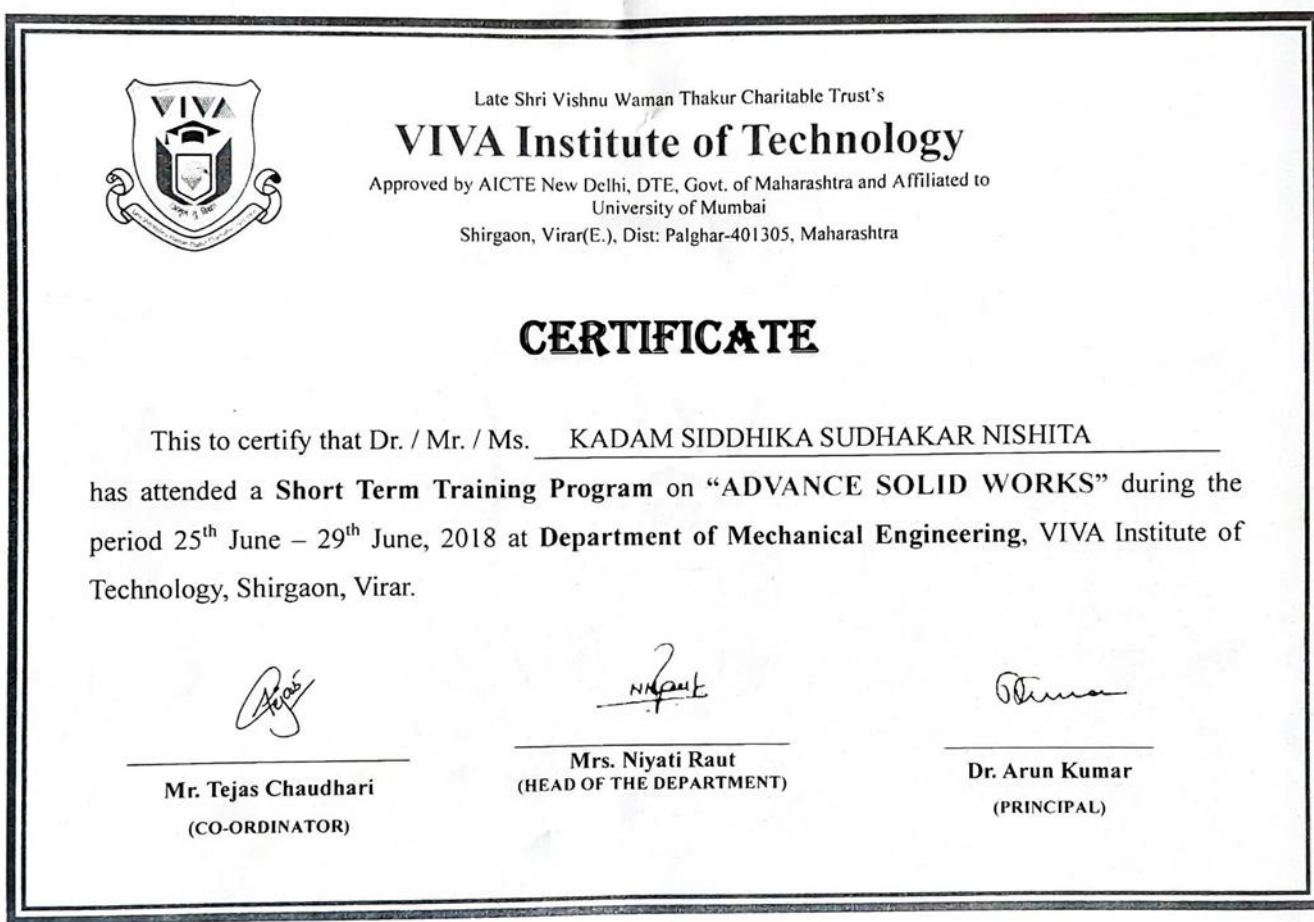 VIVA
Late Shri Vishnu Waman Thakur Charitable Trust's
VIVA Institute of Technology
Approved by AICTE New Delhi, DTE, Govt. of Maharashtra and Affiliated to
University of Mumbai
Shirgaon, Virar(E.), Dist: Palghar-401305, Maharashtra
CERTIFICATE
This to certify that Dr. / Mr. / Ms. KADAM SIDDHIKA SUDHAKAR NISHITA
has attended a Short Term Training Program on “ADVANCE SOLID WORKS” during the
period 25th June – 29th June, 2018 at Department of Mechanical Engineering, VIVA Institute of
Technology, Shirgaon, Virar.
Tejas
NRaut
Mr. Tejas Chaudhari
(CO-ORDINATOR)
Mrs. Niyati Raut
(HEAD OF THE DEPARTMENT)
Dr. Arun Kumar
(PRINCIPAL)